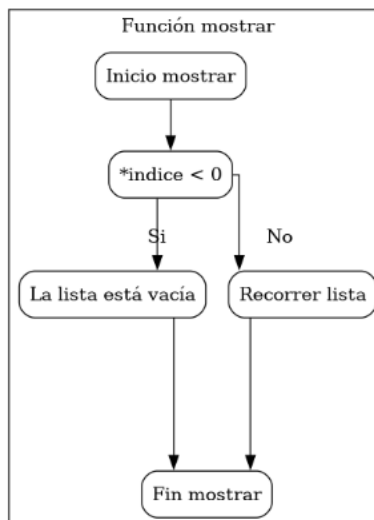 Función mostrar
Inicio mostrar
*indice < 0
Si
No
La lista está vacía
Recorrer lista
Fin mostrar